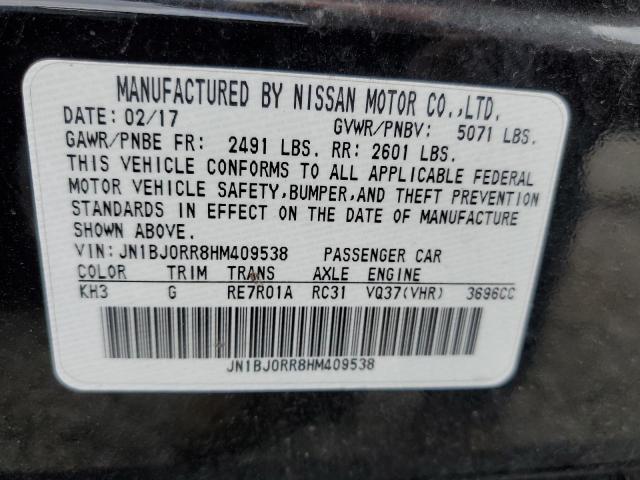 MANUFACTURED BY NISSAN MOTOR CO.,LTD.
DATE: 02/17 GVWR/PNBV: 5071 LBS.
GAWR/PNBE FR: 2491 LBS. RR: 2601 LBS.
THIS VEHICLE CONFORMS TO ALL APPLICABLE FEDERAL
MOTOR VEHICLE SAFETY,BUMPER,AND THEFT PREVENTION
STANDARDS IN EFFECT ON THE DATE OF MANUFACTURE
SHOWN ABOVE.
VIN: JN1BJ0RR8HM409538 PASSENGER CAR
COLOR TRIM TRANS AXLE ENGINE
KH3 G RE7R01A RC31 VQ37(VHR) 3696CC
JN1BJ0RR8HM409538